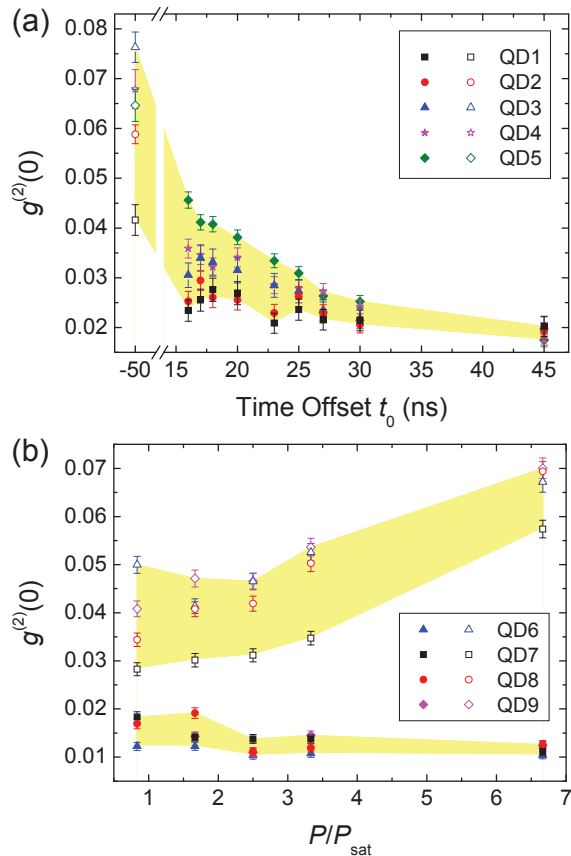 (a)
0.08
0.07
0.06
0.05
0.04
0.03
0.02
g(2)(0)
QD1
QD2
QD3
QD4
QD5
-50 15 20 25 30 35 40 45
Time Offset t0 (ns)
(b)
0.07
0.06
0.05
0.04
0.03
0.02
0.01
g(2)(0)
QD6
QD7
QD8
QD9
1 2 3 4 5 6 7
P/Psat